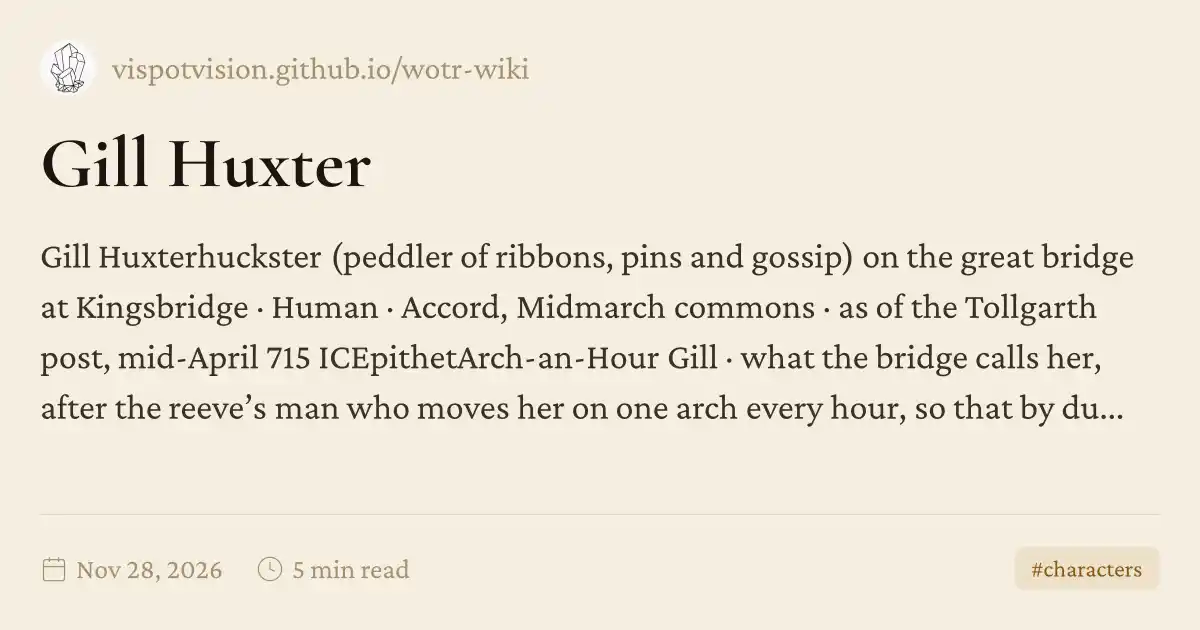 vispotvision.github.io/wotr-wiki
Gill Huxter
Gill Huxterhuckster (peddler of ribbons, pins and gossip) on the great bridge
at Kingsbridge · Human · Accord, Midmarch commons · as of the Tollgarth
post, mid-April 715 ICEpithetArch-an-Hour Gill · what the bridge calls her,
after the reeve’s man who moves her on one arch every hour, so that by du...
Nov 28, 2026
5 min read
#characters